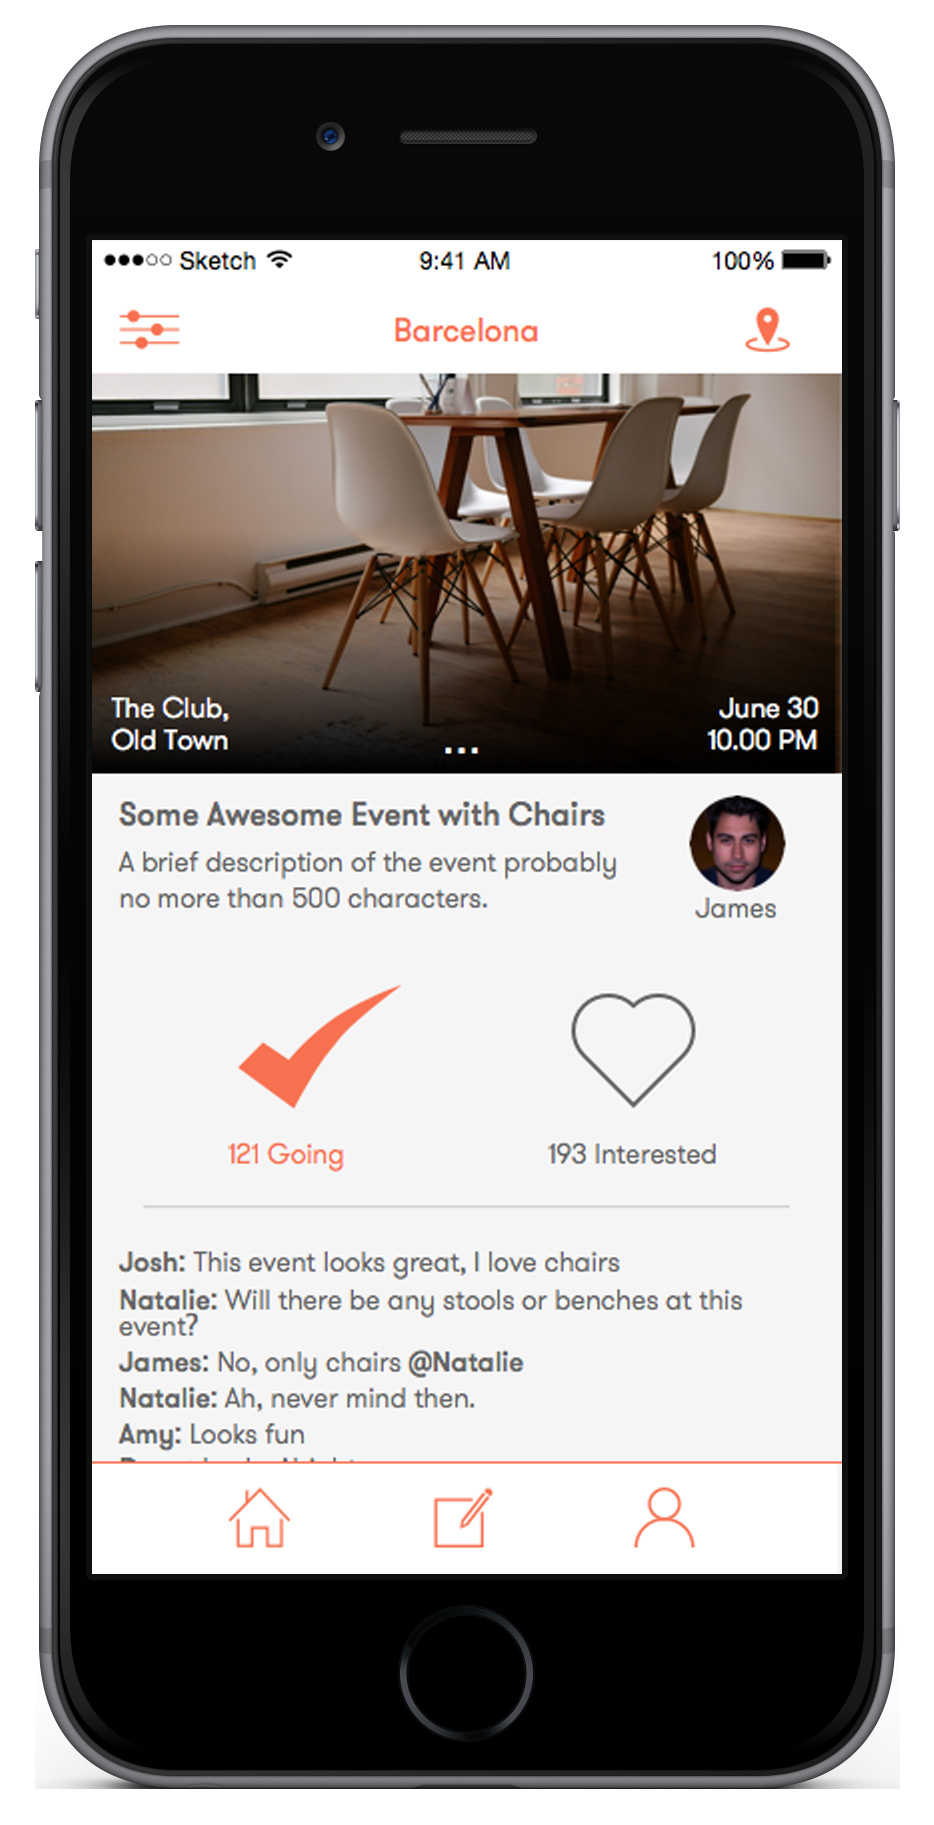 Sketch 9:41 AM 100%
Barcelona
The Club,
Old Town
June 30
10.00 PM
...
Some Awesome Event with Chairs
A brief description of the event probably
no more than 500 characters.
James
121 Going
193 Interested
Josh: This event looks great, I love chairs
Natalie: Will there be any stools or benches at this
event?
James: No, only chairs @Natalie
Natalie: Ah, never mind then.
Amy: Looks fun